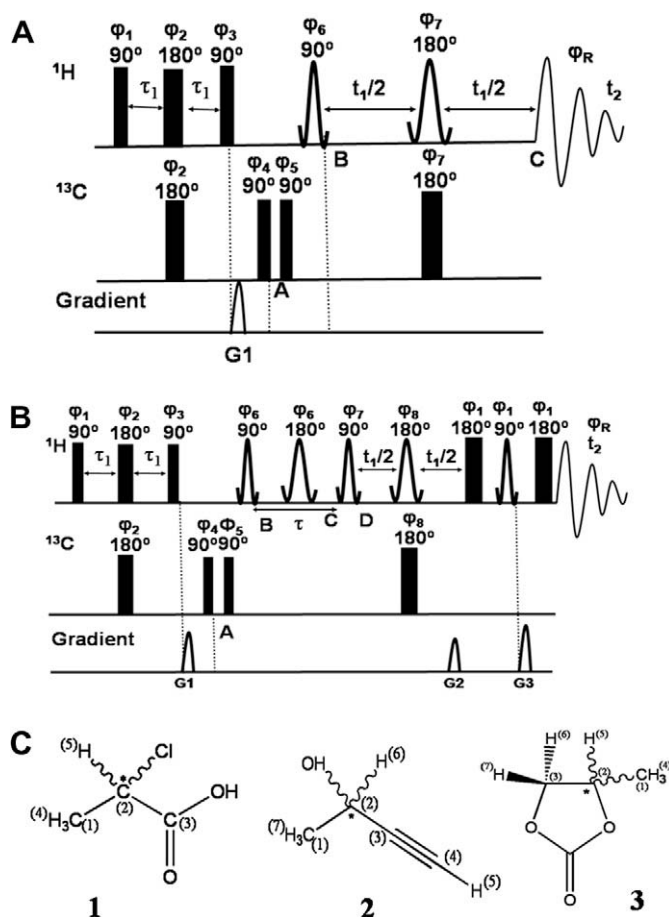 A
φ1 φ2 φ3 φ6 φ7
90° 180° 90° 90° 180°
φR
¹H τ1 τ1 t1/2 t1/2 t2
B C
φ2 φ4 φ5 φ7
¹³C 180° 90° 90° 180°
A
Gradient
G1
B
φ1 φ2 φ3 φ6 φ6 φ7 φ8 φ1 φ1 φ1
90° 180° 90° 90° 180° 90° 180° 180° 90° 180° φR
¹H τ1 τ1 t1/2 t1/2 t2
B τ C D
φ2 φ4 Φ5 φ8
¹³C 180° 90° 90° 180°
A
Gradient
G1 G2 G3
C
(5)H Cl
* C (2) OH
(4)H3C(1) C (3)
O
1
OH H(6)
(2)
*
(7)H3C(1) (3) (4)
H(5)
2
H(6) H(5)
(7)H (3) (2) CH3(4) (1)
*
O O
O
3